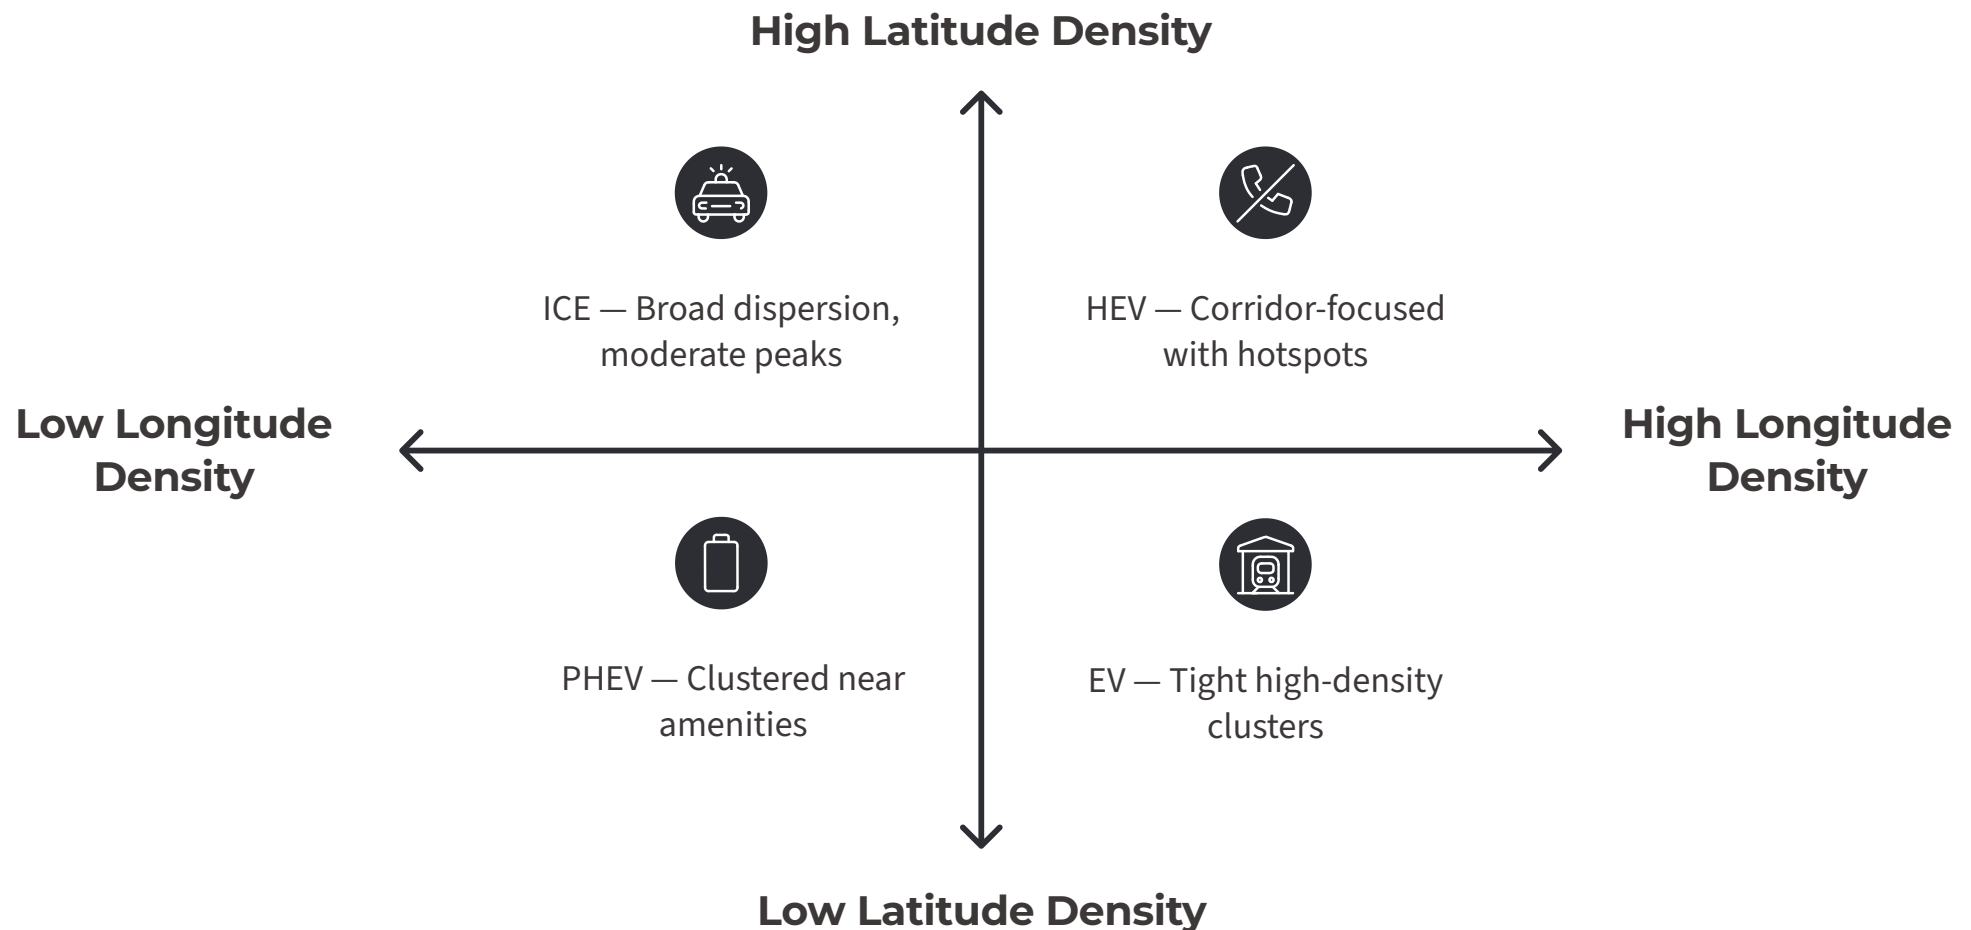 High Latitude Density
ICE — Broad dispersion,
moderate peaks
HEV — Corridor-focused
with hotspots
Low Longitude
Density
High Longitude
Density
PHEV — Clustered near
amenities
EV — Tight high-density
clusters
Low Latitude Density